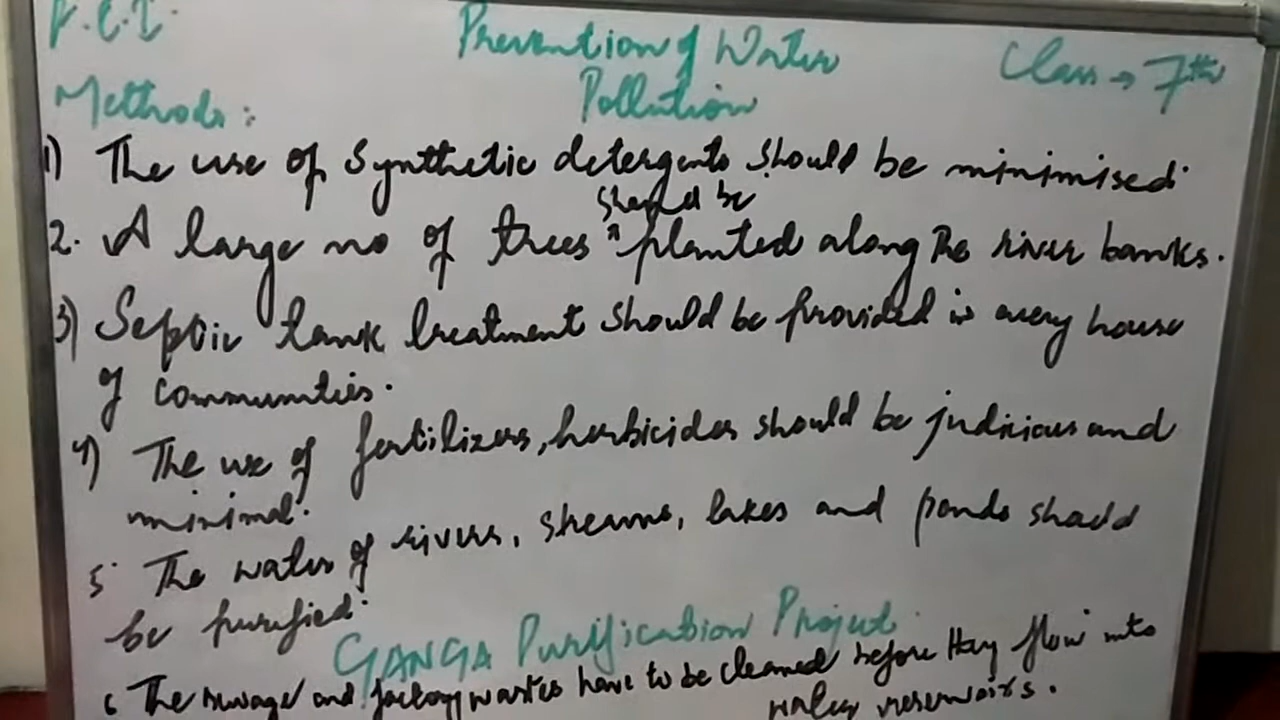 P.C.I Prevention of Water Class → 7th
Methods: Pollution
1) The use of Synthetic detergents should be minimised.
should be
2. A large no of trees ^ planted along the river banks.
3) Septic tank treatment should be provided in every house
of communities.
4) The use of fertilizers, herbicides should be judicious and
minimal.
5. The water of rivers, streams, lakes and ponds should
be purified.
GANGA Purification Project.
6 The sewage and factory wastes have to be cleaned before they flow into
water reservoirs.